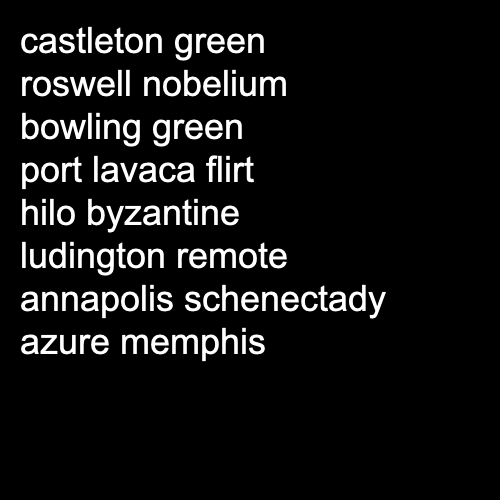 castleton green
roswell nobelium
bowling green
port lavaca flirt
hilo byzantine
ludington remote
annapolis schenectady
azure memphis